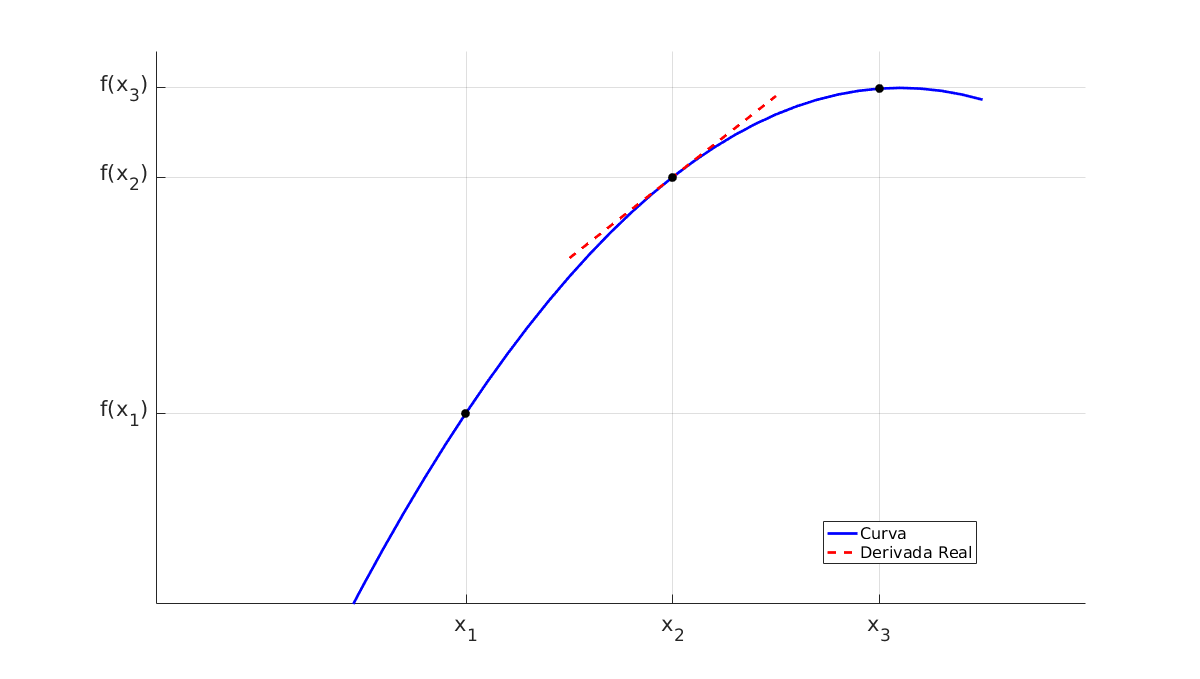 f(x₃)
f(x₂)
f(x₁)
Curva
Derivada Real
x₁ x₂ x₃